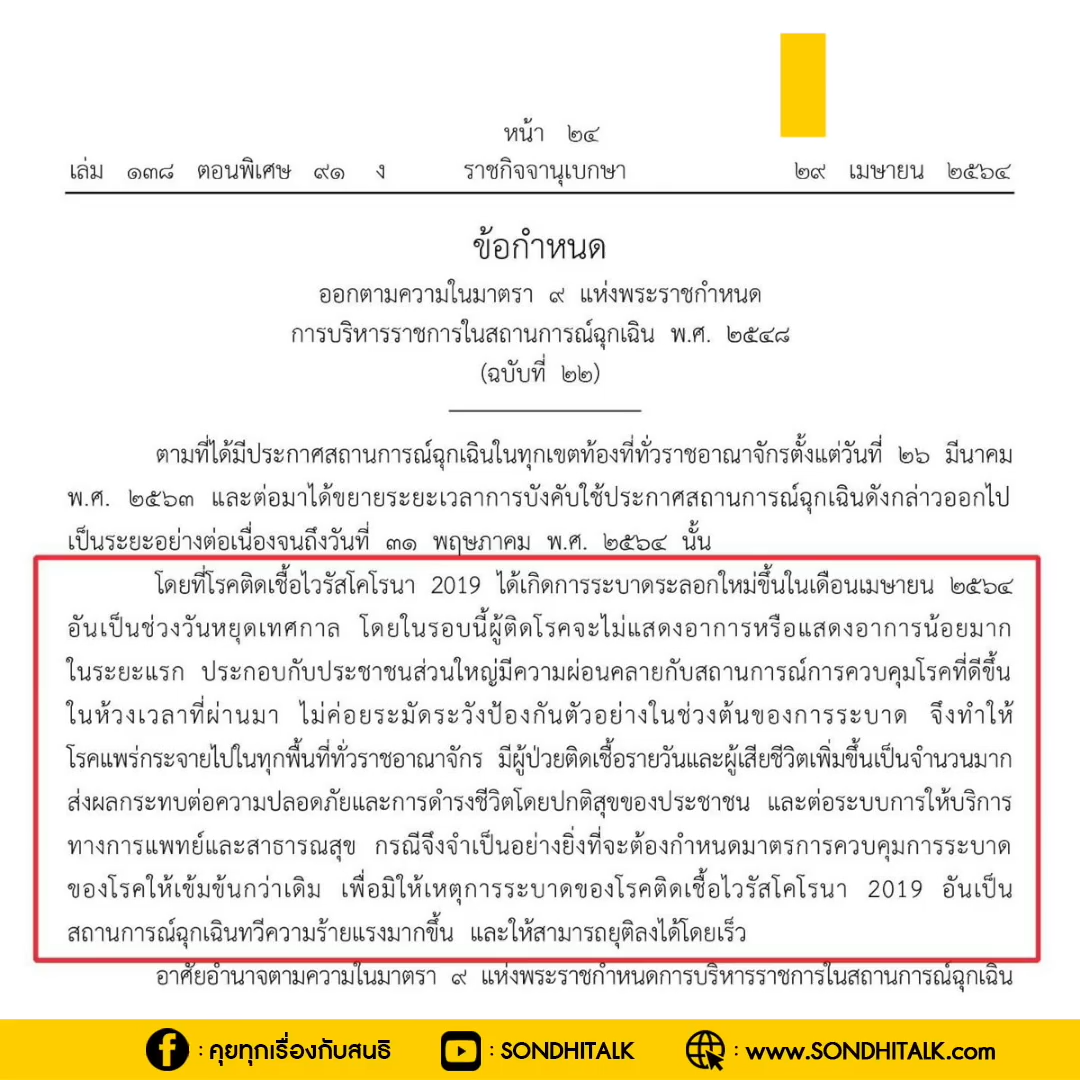 หน้า ๒๔
เล่ม ๑๓๘ ตอนพิเศษ ๙๑ ง ราชกิจจานุเบกษา ๒๙ เมษายน ๒๕๖๔
ข้อกำหนด
ออกตามความในมาตรา ๙ แห่งพระราชกำหนด
การบริหารราชการในสถานการณ์ฉุกเฉิน พ.ศ. ๒๕๔๘
(ฉบับที่ ๒๒)
ตามที่ได้มีประกาศสถานการณ์ฉุกเฉินในทุกเขตท้องที่ทั่วราชอาณาจักรตั้งแต่วันที่ ๒๖ มีนาคม
พ.ศ. ๒๕๖๓ และต่อมาได้ขยายระยะเวลาการบังคับใช้ประกาศสถานการณ์ฉุกเฉินดังกล่าวออกไป
เป็นระยะอย่างต่อเนื่องจนถึงวันที่ ๓๑ พฤษภาคม พ.ศ. ๒๕๖๔ นั้น
โดยที่โรคติดเชื้อไวรัสโคโรนา 2019 ได้เกิดการระบาดระลอกใหม่ขึ้นในเดือนเมษายน ๒๕๖๔
อันเป็นช่วงวันหยุดเทศกาล โดยในรอบนี้ผู้ติดโรคจะไม่แสดงอาการหรือแสดงอาการน้อยมาก
ในระยะแรก ประกอบกับประชาชนส่วนใหญ่มีความผ่อนคลายกับสถานการณ์การควบคุมโรคที่ดีขึ้น
ในห้วงเวลาที่ผ่านมา ไม่ค่อยระมัดระวังป้องกันตัวอย่างในช่วงต้นของการระบาด จึงทำให้
โรคแพร่กระจายไปในทุกพื้นที่ทั่วราชอาณาจักร มีผู้ป่วยติดเชื้อรายวันและผู้เสียชีวิตเพิ่มขึ้นเป็นจำนวนมาก
ส่งผลกระทบต่อความปลอดภัยและการดำรงชีวิตโดยปกติสุขของประชาชน และต่อระบบการให้บริการ
ทางการแพทย์และสาธารณสุข กรณีจึงจำเป็นอย่างยิ่งที่จะต้องกำหนดมาตรการควบคุมการระบาด
ของโรคให้เข้มข้นกว่าเดิม เพื่อมิให้เหตุการระบาดของโรคติดเชื้อไวรัสโคโรนา 2019 อันเป็น
สถานการณ์ฉุกเฉินทวีความร้ายแรงมากขึ้น และให้สามารถยุติลงได้โดยเร็ว
อาศัยอำนาจตามความในมาตรา ๙ แห่งพระราชกำหนดการบริหารราชการในสถานการณ์ฉุกเฉิน
: คุยทุกเรื่องกับสนธิ : SONDHITALK : www.SONDHITALK.com